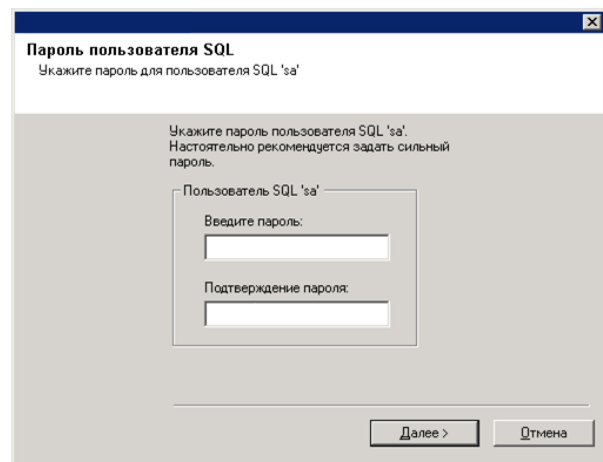 Пароль пользователя SQL
Укажите пароль для пользователя SQL 'sa'
Укажите пароль пользователя SQL 'sa'.
Настоятельно рекомендуется задать сильный
пароль.
Пользователь SQL 'sa'
Введите пароль:
Подтверждение пароля:
Далее >
Отмена